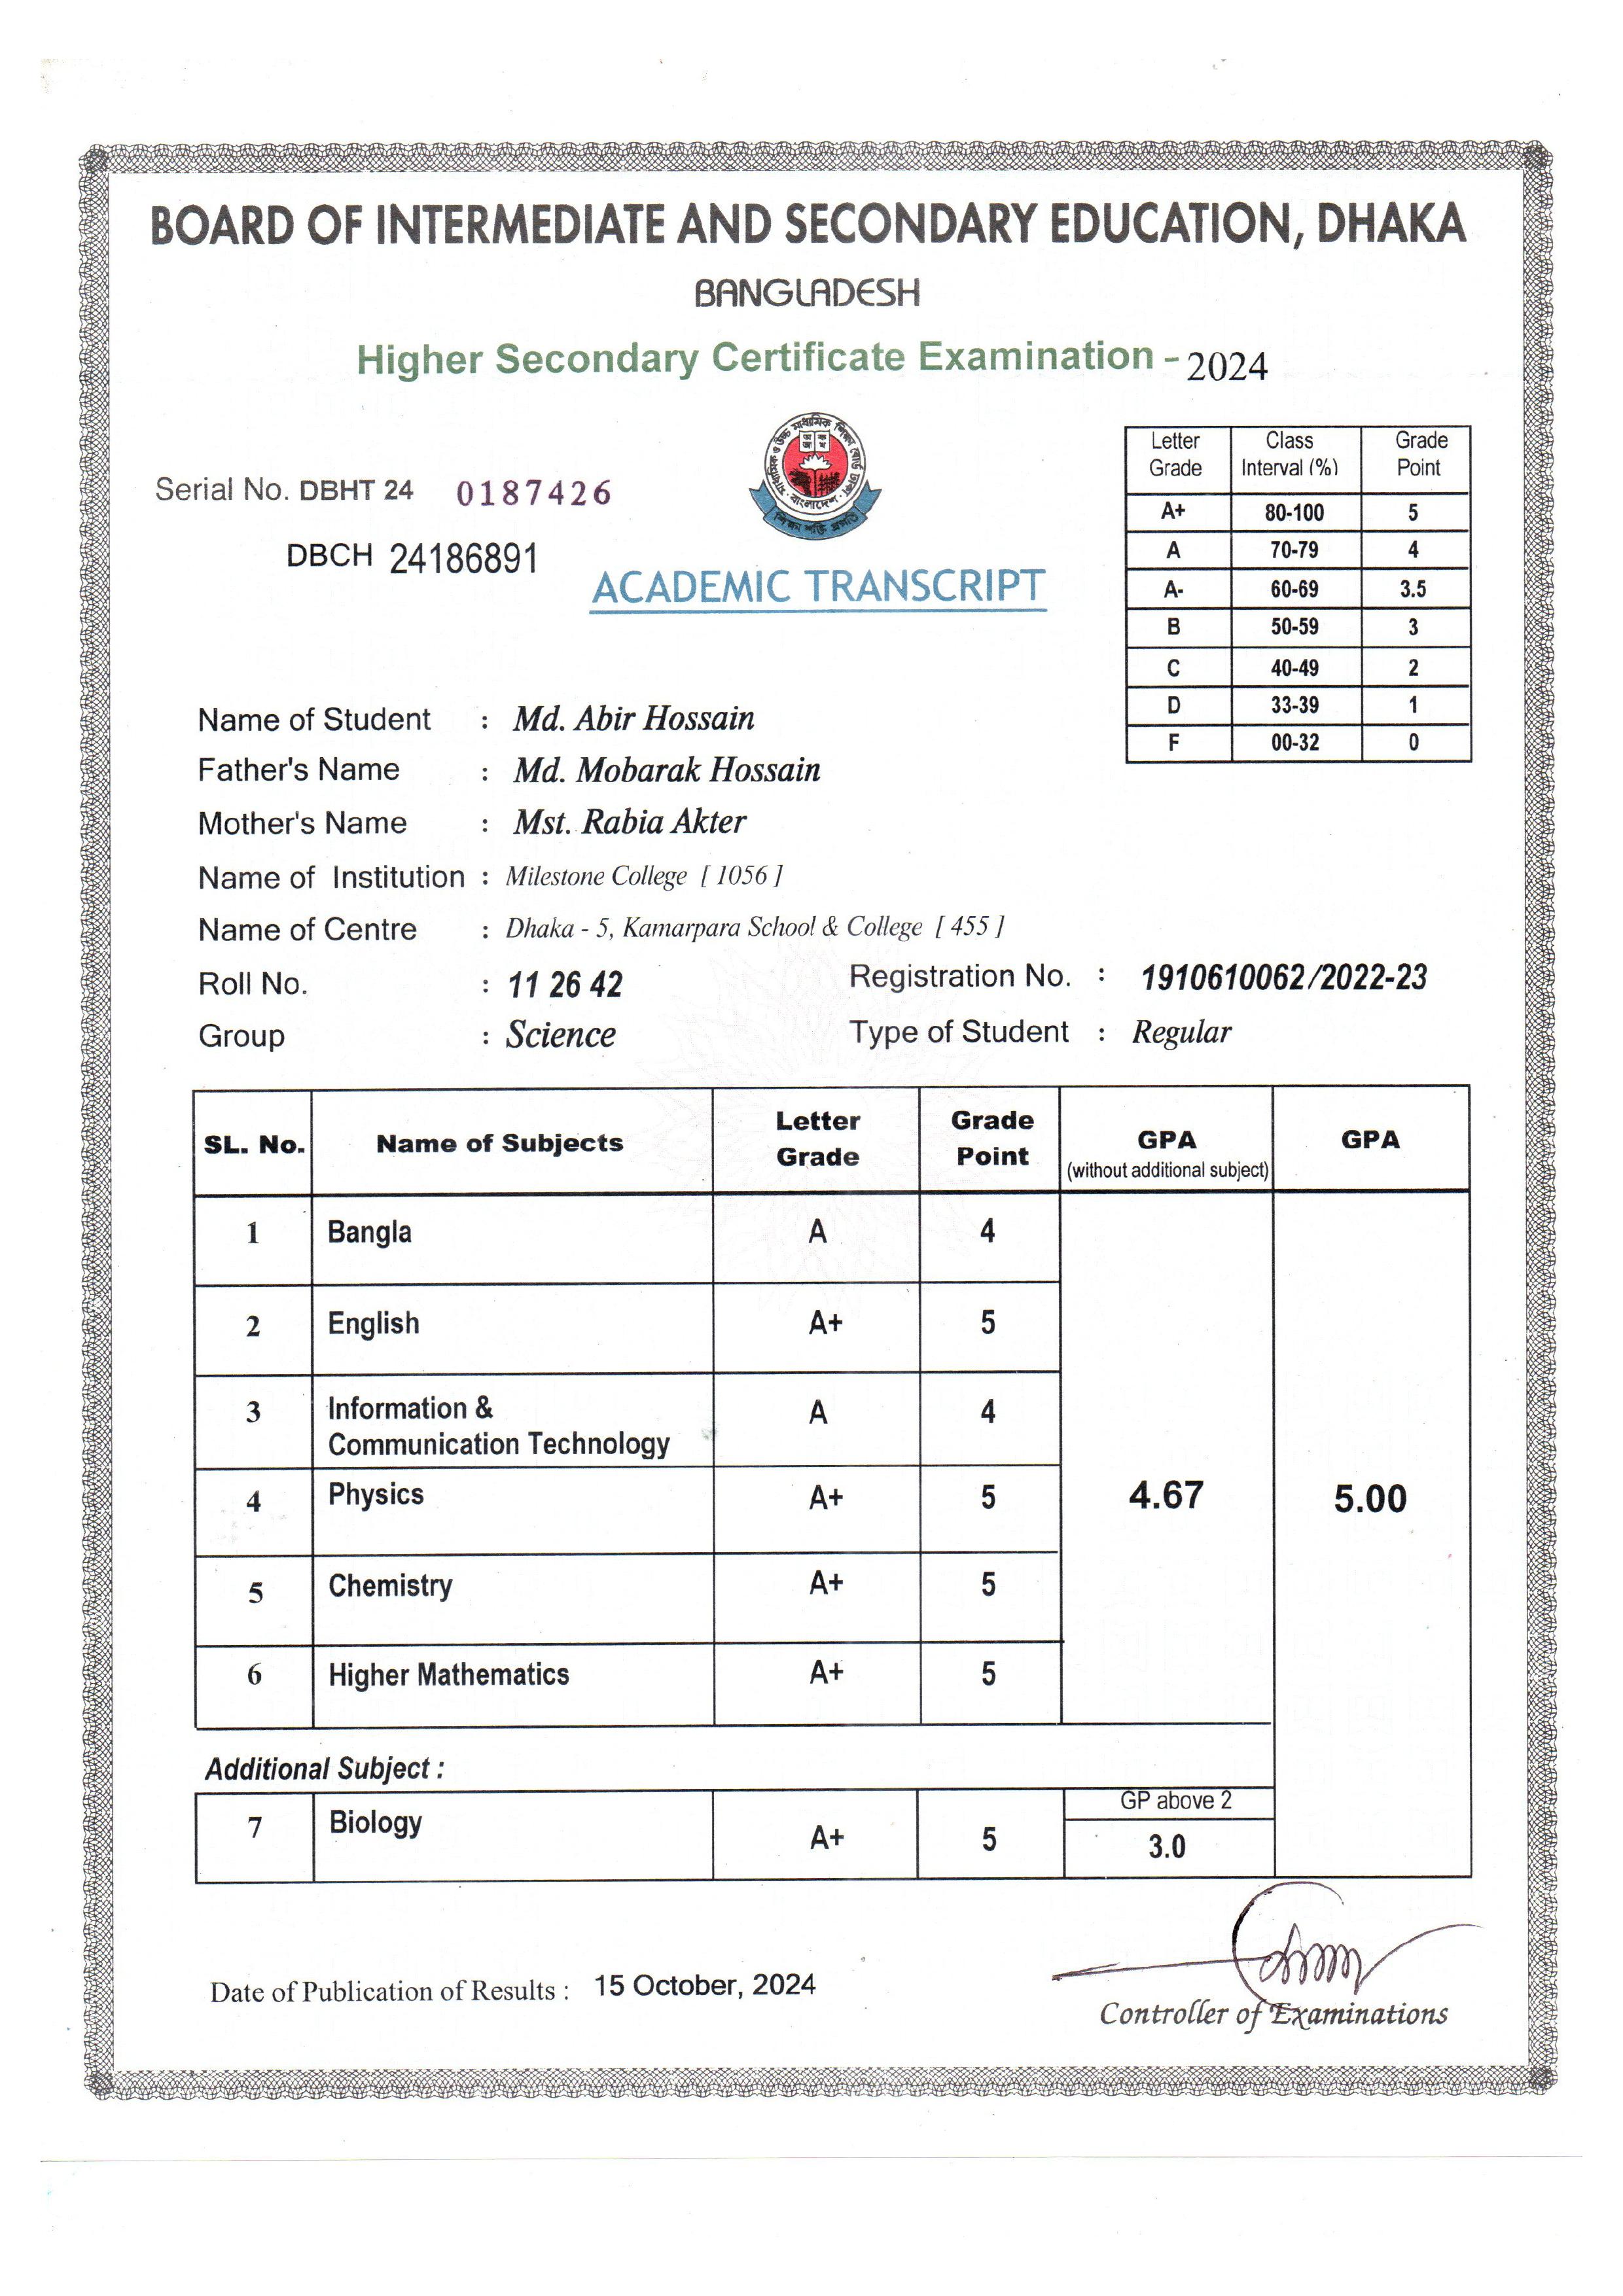 BOARD OF INTERMEDIATE AND SECONDARY EDUCATION, DHAKA
BANGLADESH
Higher Secondary Certificate Examination - 2024
Serial No. DBHT 24 0187426
DBCH 24186891
মাধ্যমিক ও উচ্চ মাধ্যমিক শিক্ষা বোর্ড ঢাকা
বাংলাদেশ
শিক্ষা শক্তি প্রগতি
ACADEMIC TRANSCRIPT
Letter Grade Class Interval (%) Grade Point
A+ 80-100 5
A 70-79 4
A- 60-69 3.5
B 50-59 3
C 40-49 2
D 33-39 1
F 00-32 0
Name of Student : Md. Abir Hossain
Father's Name : Md. Mobarak Hossain
Mother's Name : Mst. Rabia Akter
Name of Institution : Milestone College [ 1056 ]
Name of Centre : Dhaka - 5, Kamarpara School & College [ 455 ]
Roll No. : 11 26 42 Registration No. : 1910610062/2022-23
Group : Science Type of Student : Regular
SL. No. Name of Subjects Letter Grade Grade Point GPA (without additional subject) GPA
1 Bangla A 4
2 English A+ 5
3 Information & Communication Technology A 4
4 Physics A+ 5 4.67 5.00
5 Chemistry A+ 5
6 Higher Mathematics A+ 5
Additional Subject :
GP above 2
7 Biology A+ 5 3.0
Date of Publication of Results : 15 October, 2024
Controller of Examinations